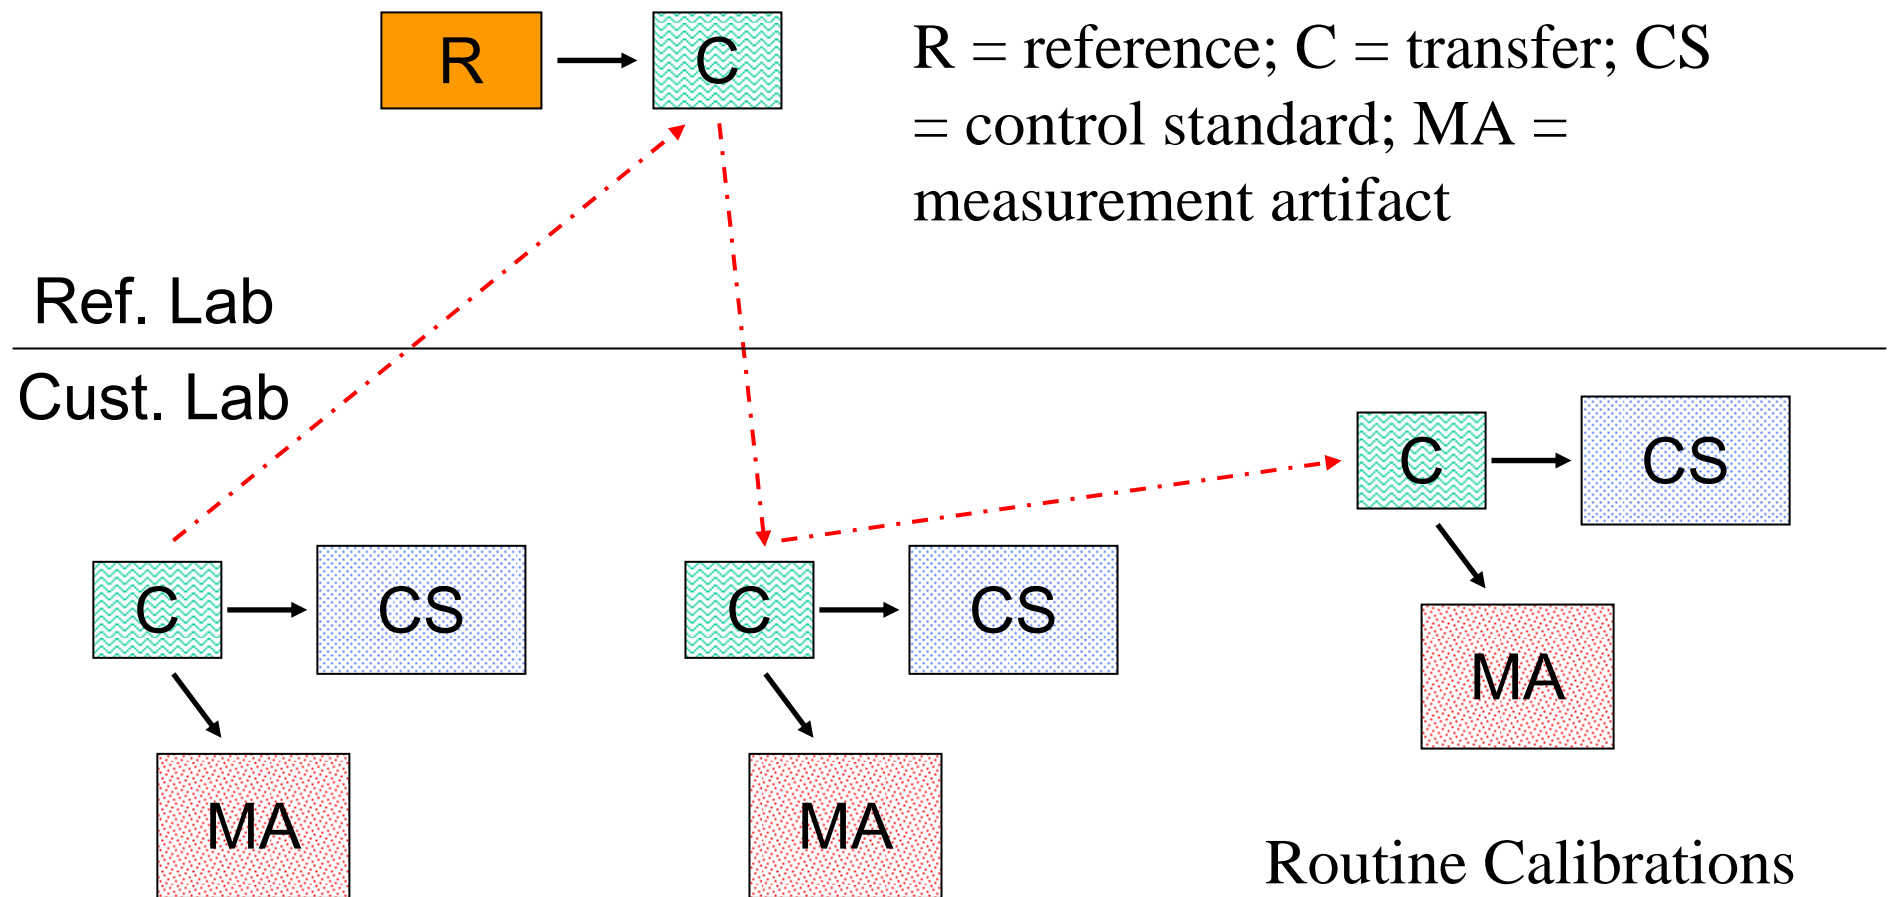 R
C
R = reference; C = transfer; CS
= control standard; MA =
measurement artifact
Ref. Lab
Cust. Lab
C
CS
C
CS
C
CS
MA
MA
MA
Routine Calibrations